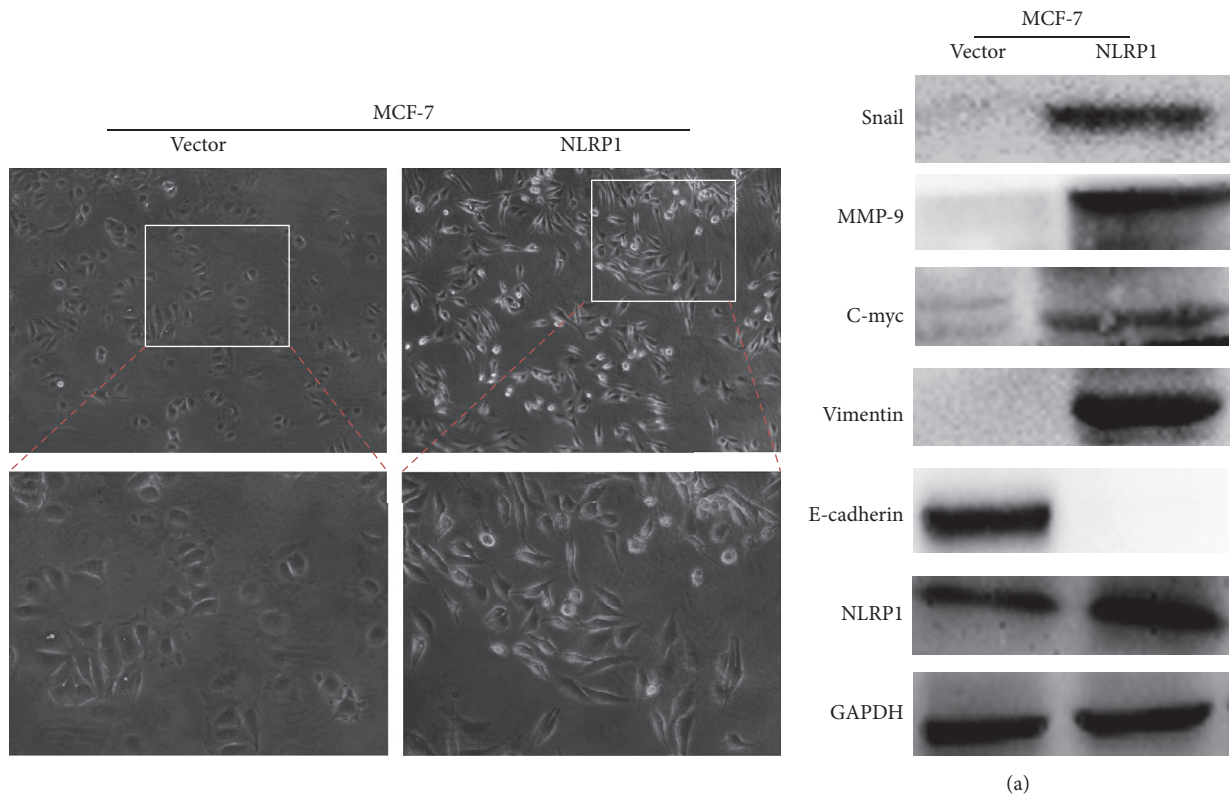 MCF-7
Vector NLRP1
MCF-7
Vector NLRP1
Snail
MMP-9
C-myc
Vimentin
E-cadherin
NLRP1
GAPDH
(a)